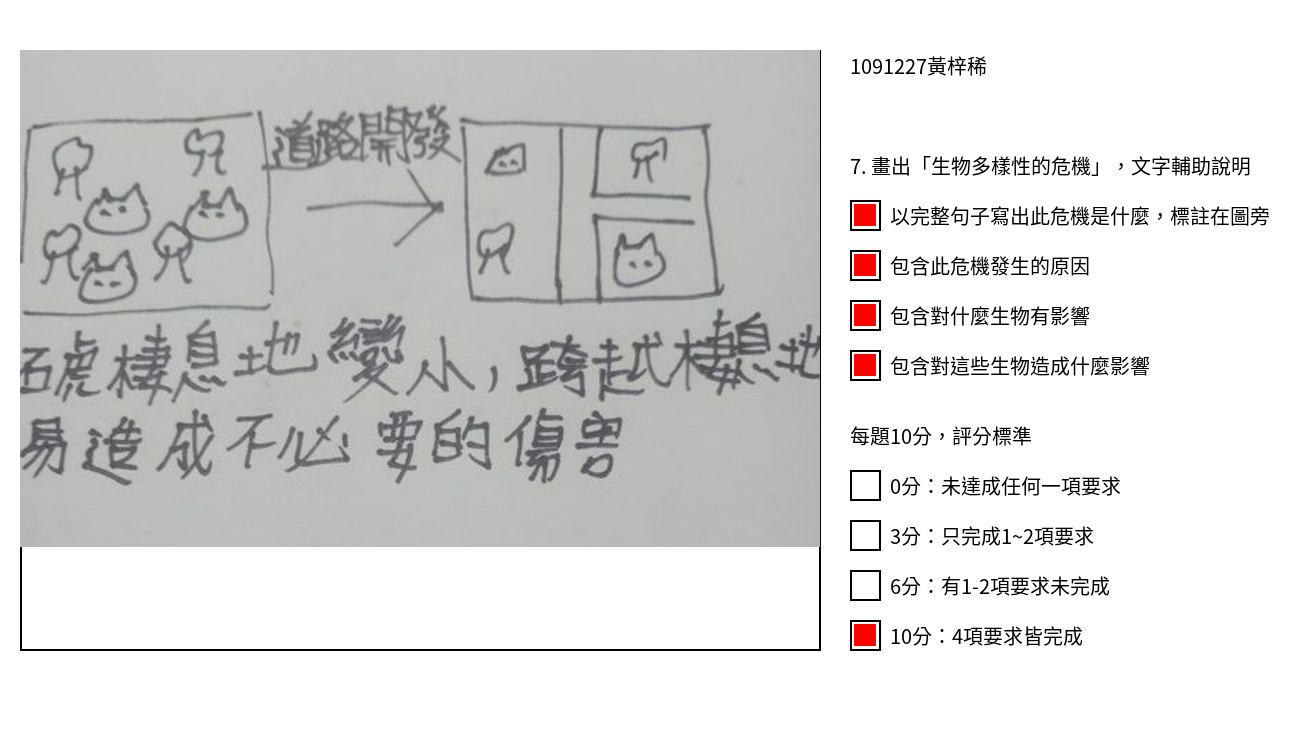 1091227黃梓稀
道路開發
石虎棲息土地變小，跨越棲息地
易造成不必要的傷害
7. 畫出「生物多樣性的危機」，文字輔助說明
以完整句子寫出此危機是什麼，標註在圖旁
包含此危機發生的原因
包含對什麼生物有影響
包含對這些生物造成什麼影響
每題10分，評分標準
0分：未達成任何一項要求
3分：只完成1~2項要求
6分：有1-2項要求未完成
10分：4項要求皆完成